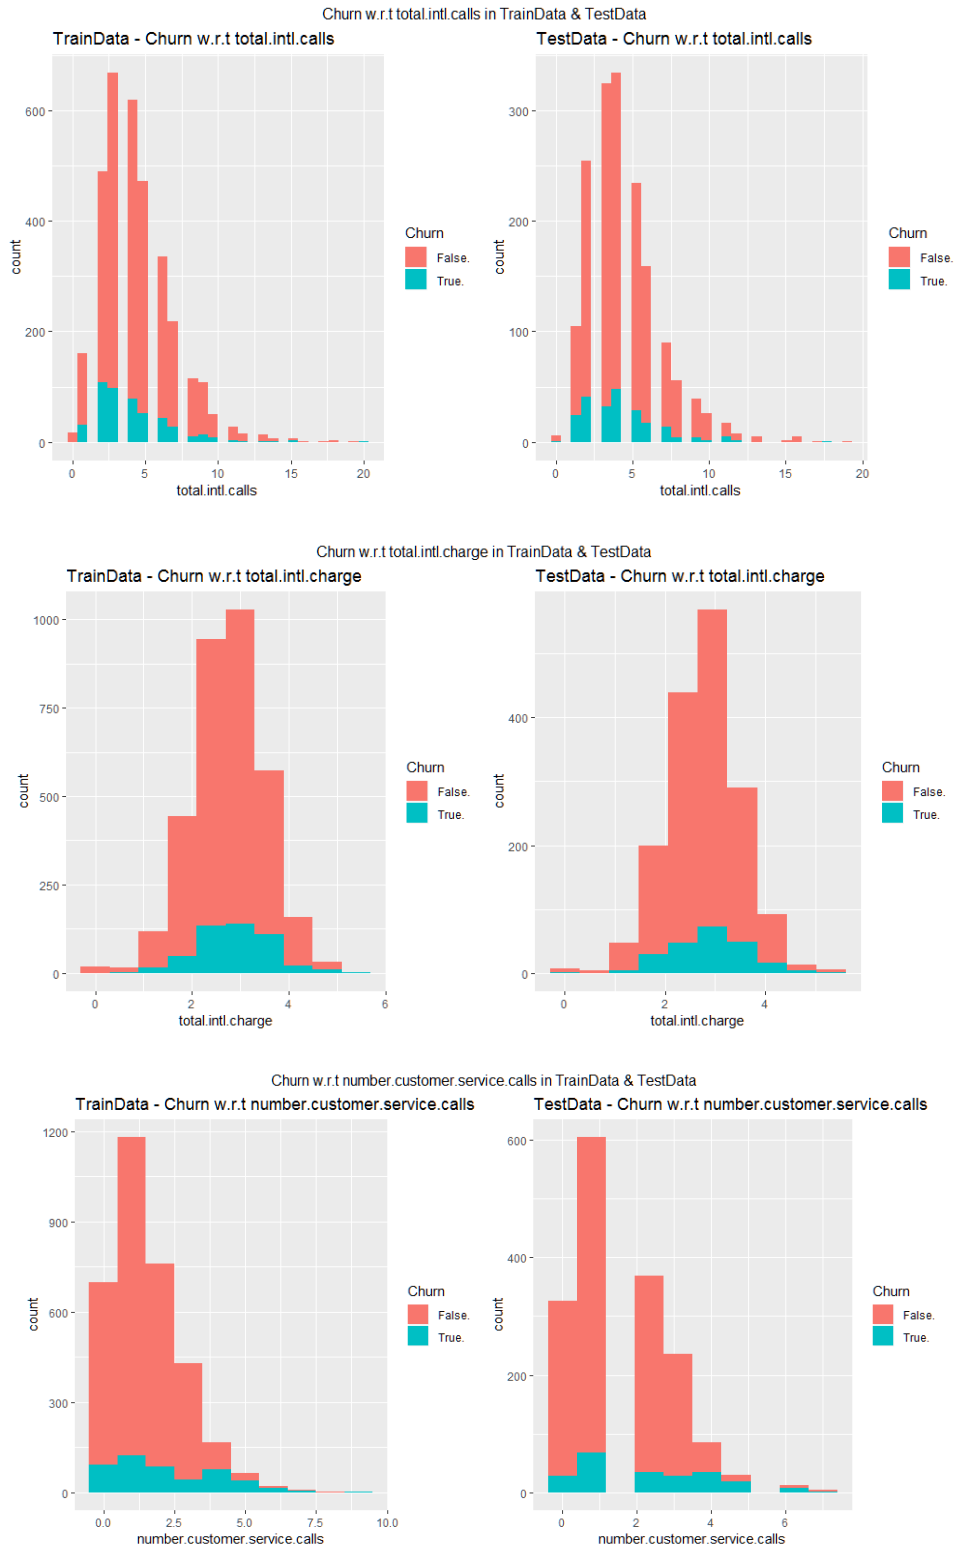 Churn w.r.t total.intl.calls in TrainData & TestData
TrainData - Churn w.r.t total.intl.calls
TestData - Churn w.r.t total.intl.calls
600
400
200
0
count
0 5 10 15 20
total.intl.calls
Churn
False.
True.
300
200
100
0
count
0 5 10 15 20
total.intl.calls
Churn
False.
True.
Churn w.r.t total.intl.charge in TrainData & TestData
TrainData - Churn w.r.t total.intl.charge
TestData - Churn w.r.t total.intl.charge
1000
750
500
250
0
count
0 2 4 6
total.intl.charge
Churn
False.
True.
400
200
0
count
0 2 4
total.intl.charge
Churn
False.
True.
Churn w.r.t number.customer.service.calls in TrainData & TestData
TrainData - Churn w.r.t number.customer.service.calls
TestData - Churn w.r.t number.customer.service.calls
1200
900
600
300
0
count
0.0 2.5 5.0 7.5 10.0
number.customer.service.calls
Churn
False.
True.
600
400
200
0
count
0 2 4 6
number.customer.service.calls
Churn
False.
True.